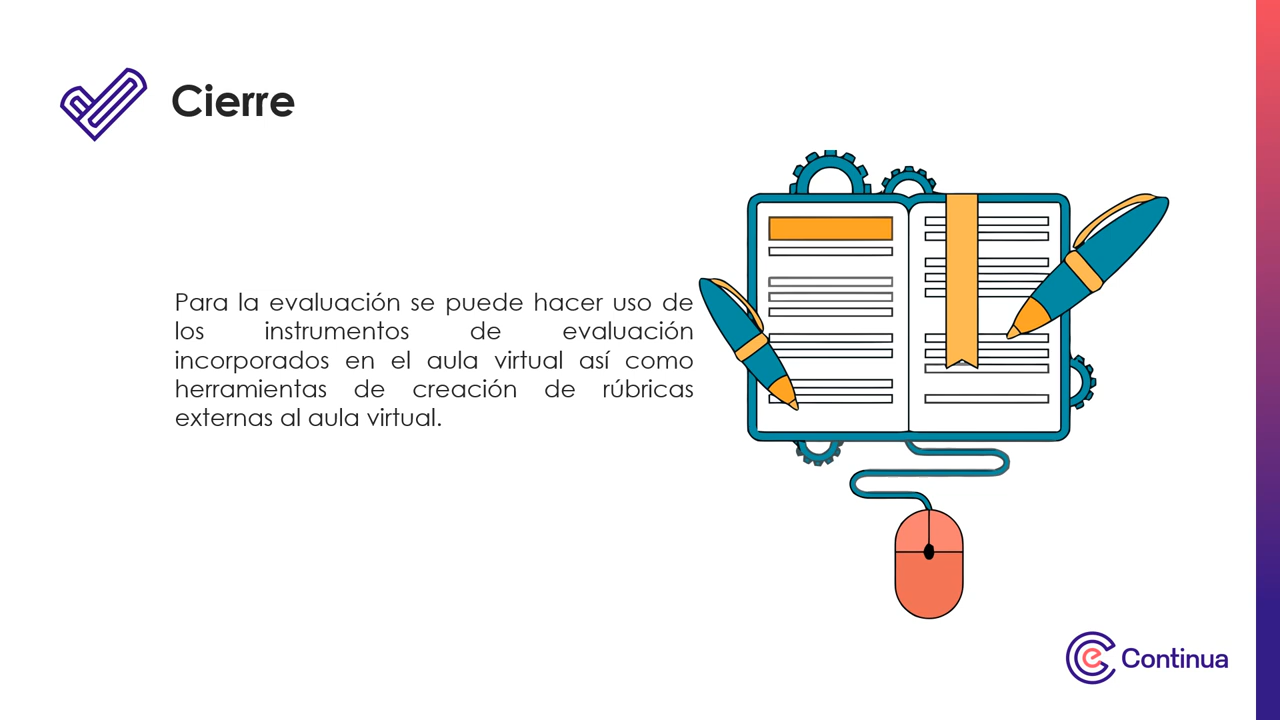 Cierre
Para la evaluación se puede hacer uso de
los instrumentos de evaluación
incorporados en el aula virtual así como
herramientas de creación de rúbricas
externas al aula virtual.
e Continua